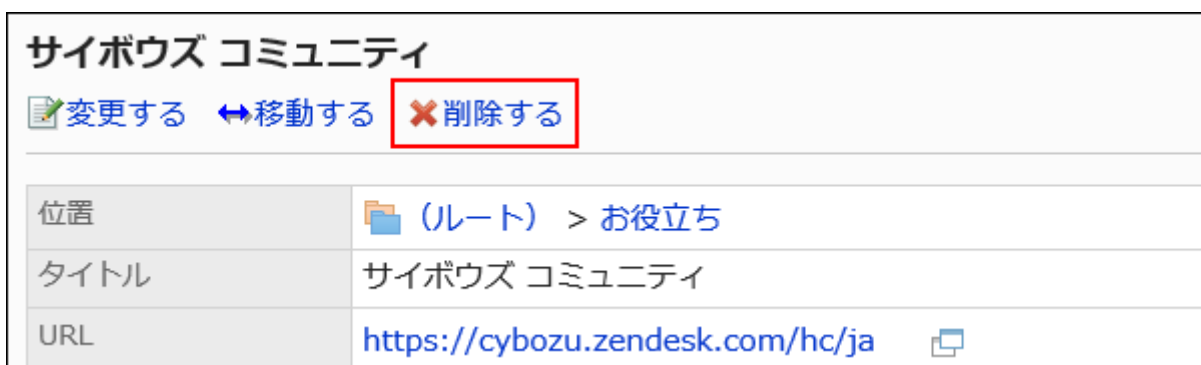 サイボウズ コミュニティ
変更する 移動する 削除する
位置 (ルート) > お役立ち
タイトル サイボウズ コミュニティ
URL https://cybozu.zendesk.com/hc/ja